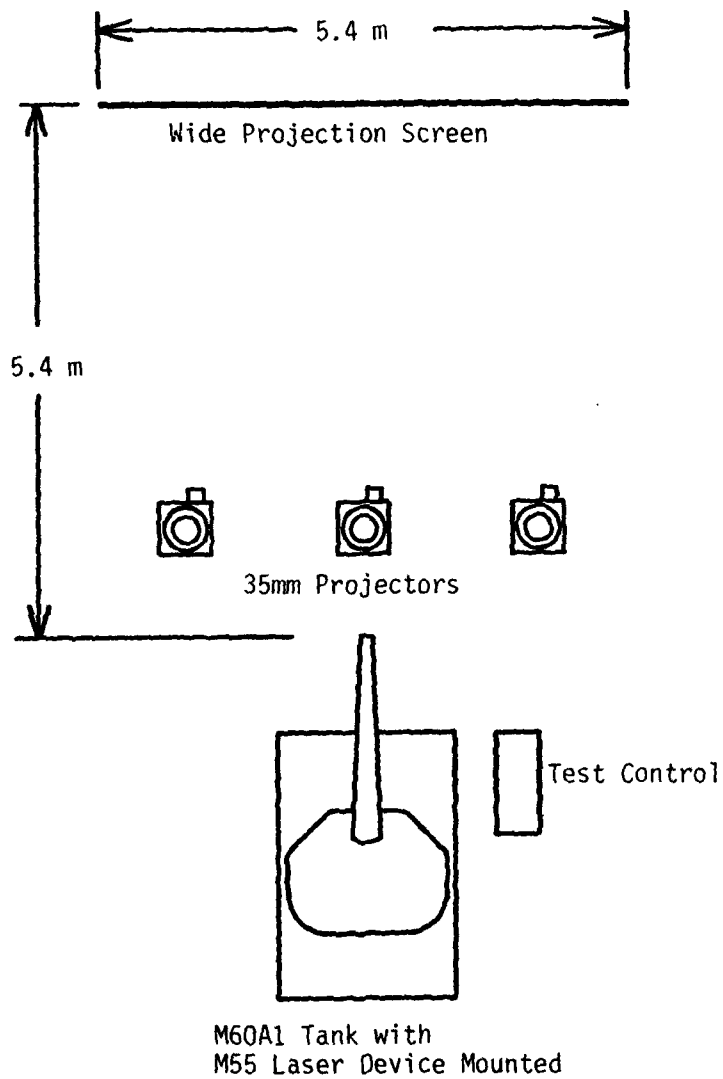 5.4 m
Wide Projection Screen
5.4 m
35mm Projectors
Test Control
M60A1 Tank with
M55 Laser Device Mounted